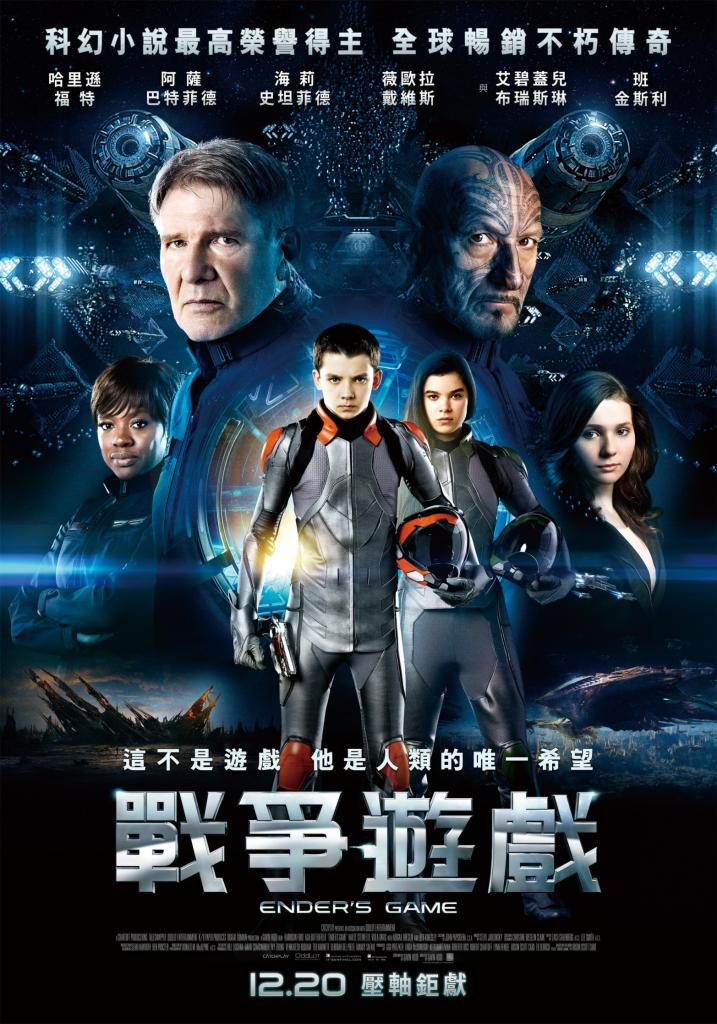 科幻小說最高榮譽得主 全球暢銷不朽傳奇
哈里遜 福特
阿薩 巴特菲德
海莉 史坦菲德
薇歐拉 戴維斯
與
艾碧蓋兒 布瑞斯琳
班 金斯利
這不是遊戲 他是人類的唯一希望
戰爭遊戲
ENDER'S GAME
12.20 壓軸鉅獻